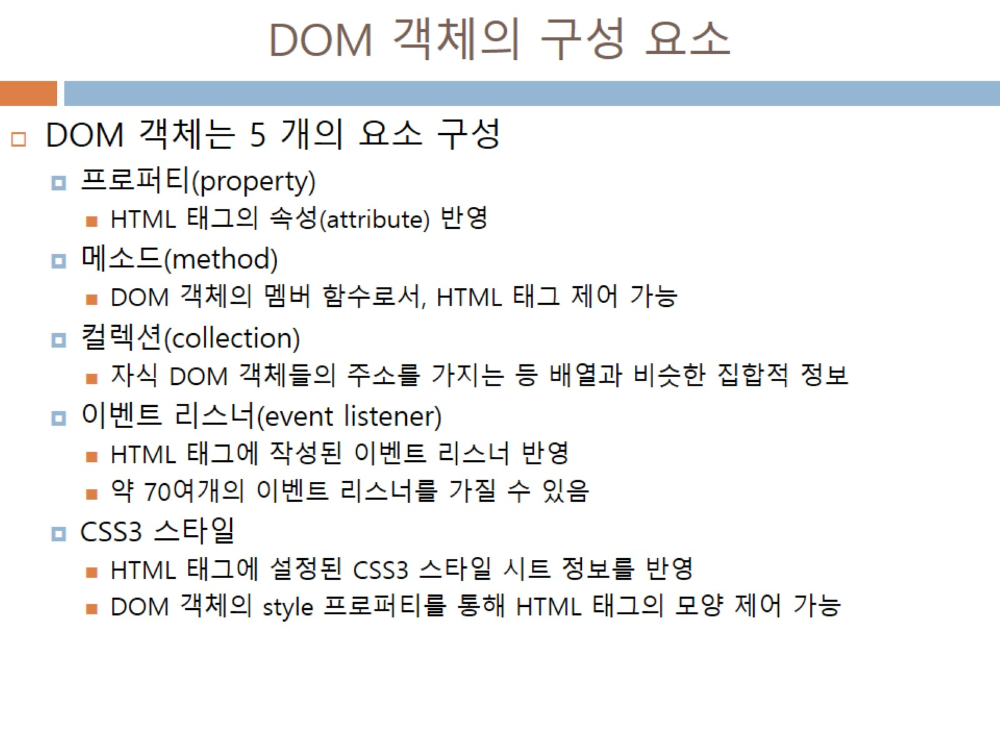 DOM 객체의 구성 요소
DOM 객체는 5 개의 요소 구성
프로퍼티(property)
HTML 태그의 속성(attribute) 반영
메소드(method)
DOM 객체의 멤버 함수로서, HTML 태그 제어 가능
컬렉션(collection)
자식 DOM 객체들의 주소를 가지는 등 배열과 비슷한 집합적 정보
이벤트 리스너(event listener)
HTML 태그에 작성된 이벤트 리스너 반영
약 70여개의 이벤트 리스너를 가질 수 있음
CSS3 스타일
HTML 태그에 설정된 CSS3 스타일 시트 정보를 반영
DOM 객체의 style 프로퍼티를 통해 HTML 태그의 모양 제어 가능